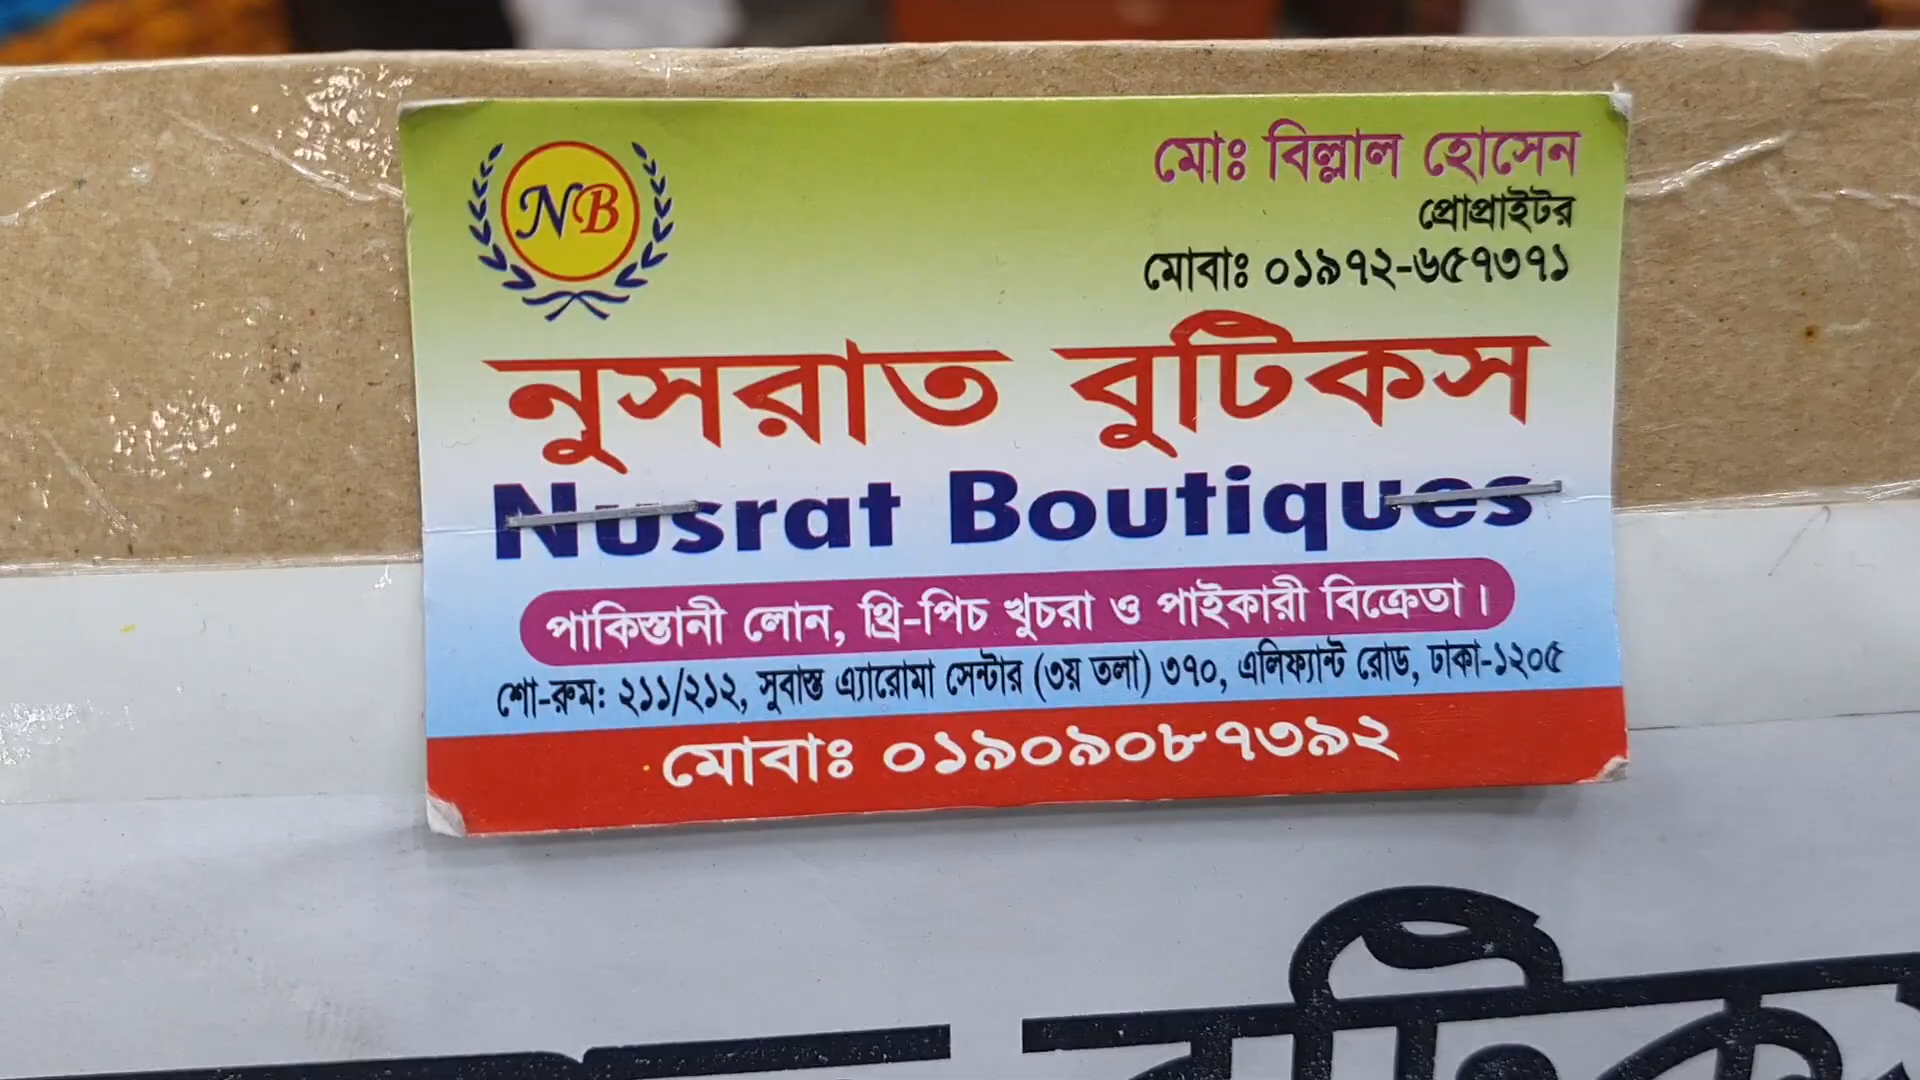 NB
মোঃ বিল্লাল হোসেন
প্রোপ্রাইটর
মোবাঃ ০১৯৭২-৬৫৭৩৭১
নুসরাত বুটিকস
Nusrat Boutiques
পাকিস্তানী লোন, থ্রি-পিচ খুচরা ও পাইকারী বিক্রেতা।
শো-রুম: ২১১/২১২, সুবাস্তু এ্যারোমা সেন্টার (৩য় তলা) ৩৭০, এলিফ্যান্ট রোড, ঢাকা-১২০৫
মোবাঃ ০১৯০৯০৮৭৩৯২